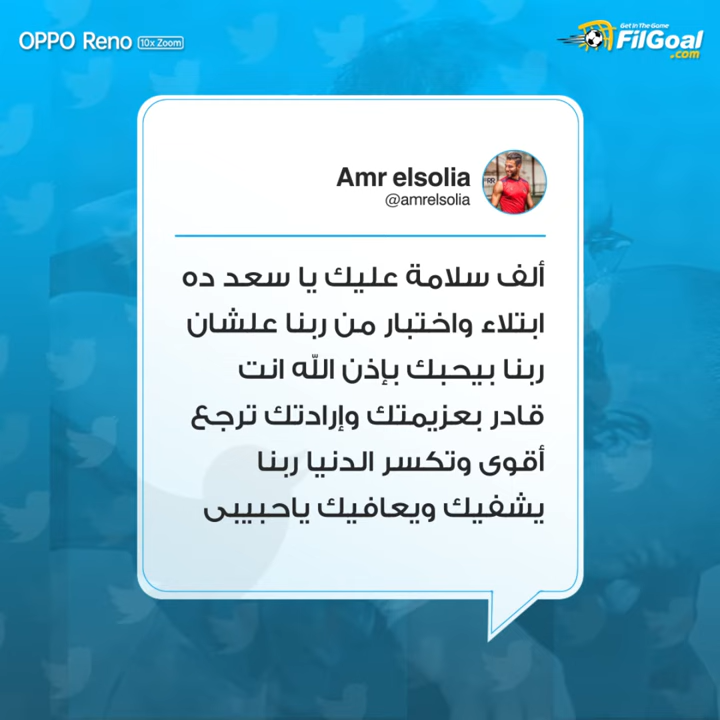 OPPO Reno 10x Zoom
Get In The Game
FilGoal
.com
Amr elsolia
@amrelsolia
ألف سلامة عليك يا سعد ده
ابتلاء واختبار من ربنا علشان
ربنا بيحبك بإذن الله انت
قادر بعزيمتك وإرادتك ترجع
أقوى وتكسر الدنيا ربنا
يشفيك ويعافيك ياحبيبى